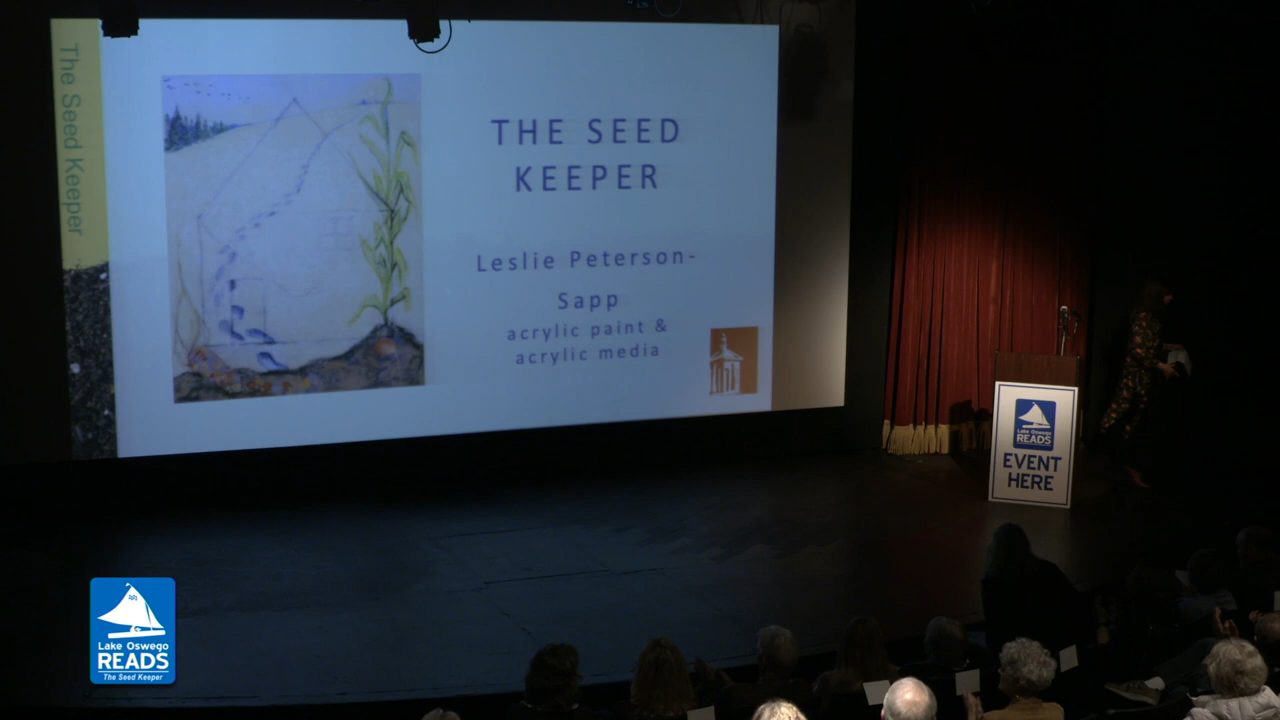 The Seed Keeper
THE SEED
KEEPER
Leslie Peterson-
Sapp
acrylic paint &
acrylic media
Lake Oswego
READS
EVENT
HERE
Lake Oswego
READS
The Seed Keeper